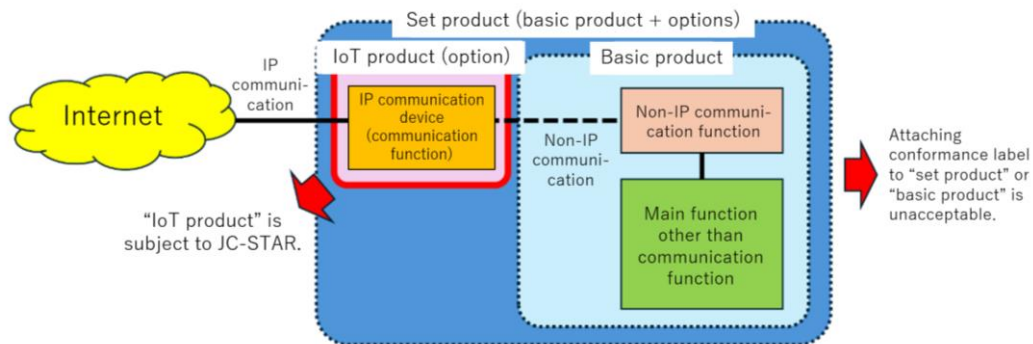 Set product (basic product + options)
IoT product (option)
Basic product
IP
communi-
cation
Internet
IP communication
device
(communication
function)
Non-IP
communi-
cation
Non-IP communi-
cation function
Main function
other than
communication
function
“IoT product” is
subject to JC-STAR.
Attaching
conformance label
to “set product” or
“basic product” is
unacceptable.